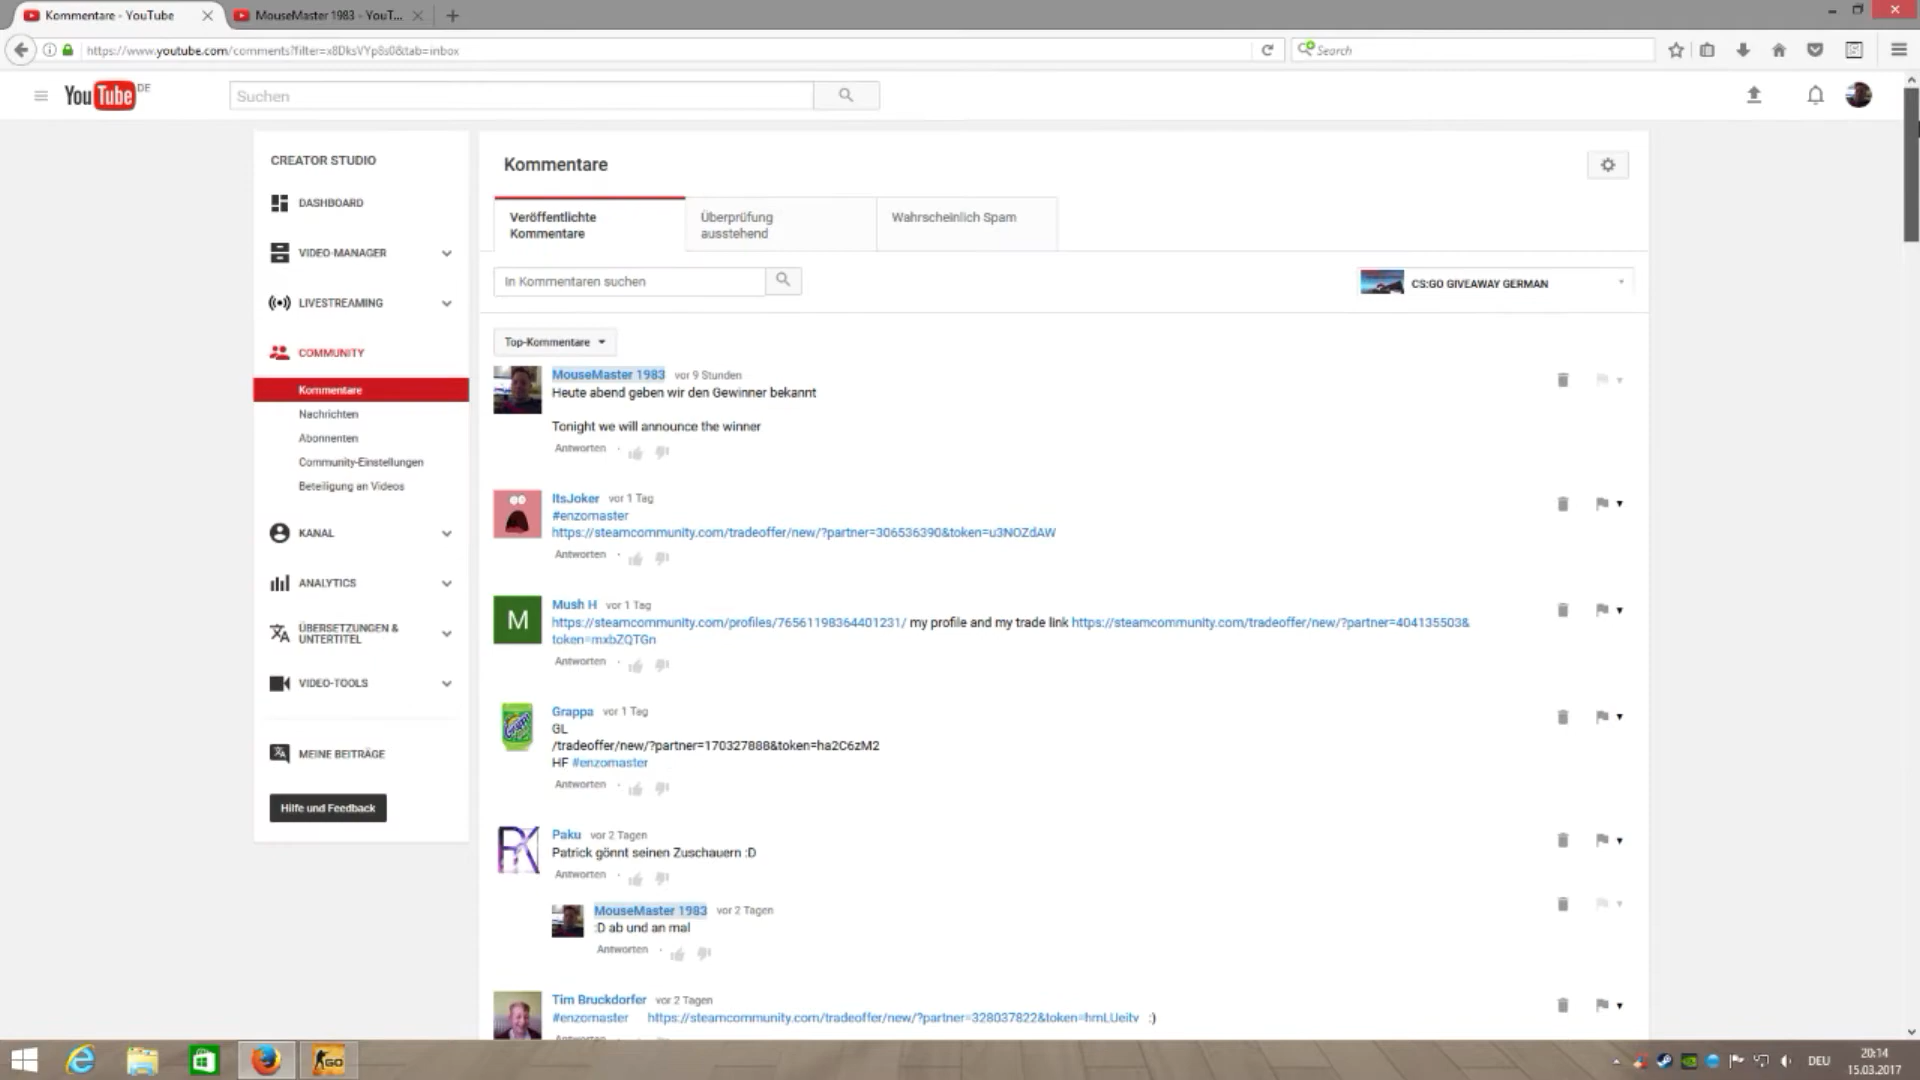 Kommentare - YouTube
MouseMaster 1983 - YouT...
https://www.youtube.com/comments?filter=x8DksVYp8s0&tab=inbox
Search
YouTube DE
Suchen
CREATOR STUDIO
DASHBOARD
VIDEO-MANAGER
LIVESTREAMING
COMMUNITY
Kommentare
Nachrichten
Abonnenten
Community-Einstellungen
Beteiligung an Videos
KANAL
ANALYTICS
ÜBERSETZUNGEN &
UNTERTITEL
VIDEO-TOOLS
MEINE BEITRÄGE
Hilfe und Feedback
Kommentare
Veröffentlichte
Kommentare
Überprüfung
ausstehend
Wahrscheinlich Spam
In Kommentaren suchen
CS:GO GIVEAWAY GERMAN
Top-Kommentare
MouseMaster 1983 vor 9 Stunden
Heute abend geben wir den Gewinner bekannt
Tonight we will announce the winner
Antworten
ItsJoker vor 1 Tag
#enzomaster
https://steamcommunity.com/tradeoffer/new/?partner=306536390&token=u3NOZdAW
Antworten
M
Mush H vor 1 Tag
https://steamcommunity.com/profiles/76561198364401231/ my profile and my trade link https://steamcommunity.com/tradeoffer/new/?partner=404135503&
token=mxbZQTGn
Antworten
Grappa vor 1 Tag
GL
/tradeoffer/new/?partner=170327888&token=ha2C6zM2
HF #enzomaster
Antworten
Paku vor 2 Tagen
Patrick gönnt seinen Zuschauern :D
Antworten
MouseMaster 1983 vor 2 Tagen
:D ab und an mal
Antworten
Tim Bruckdorfer vor 2 Tagen
#enzomaster https://steamcommunity.com/tradeoffer/new/?partner=328037822&token=hmLUeitv :)
Antworten
GO
DEU
20:14
15.03.2017